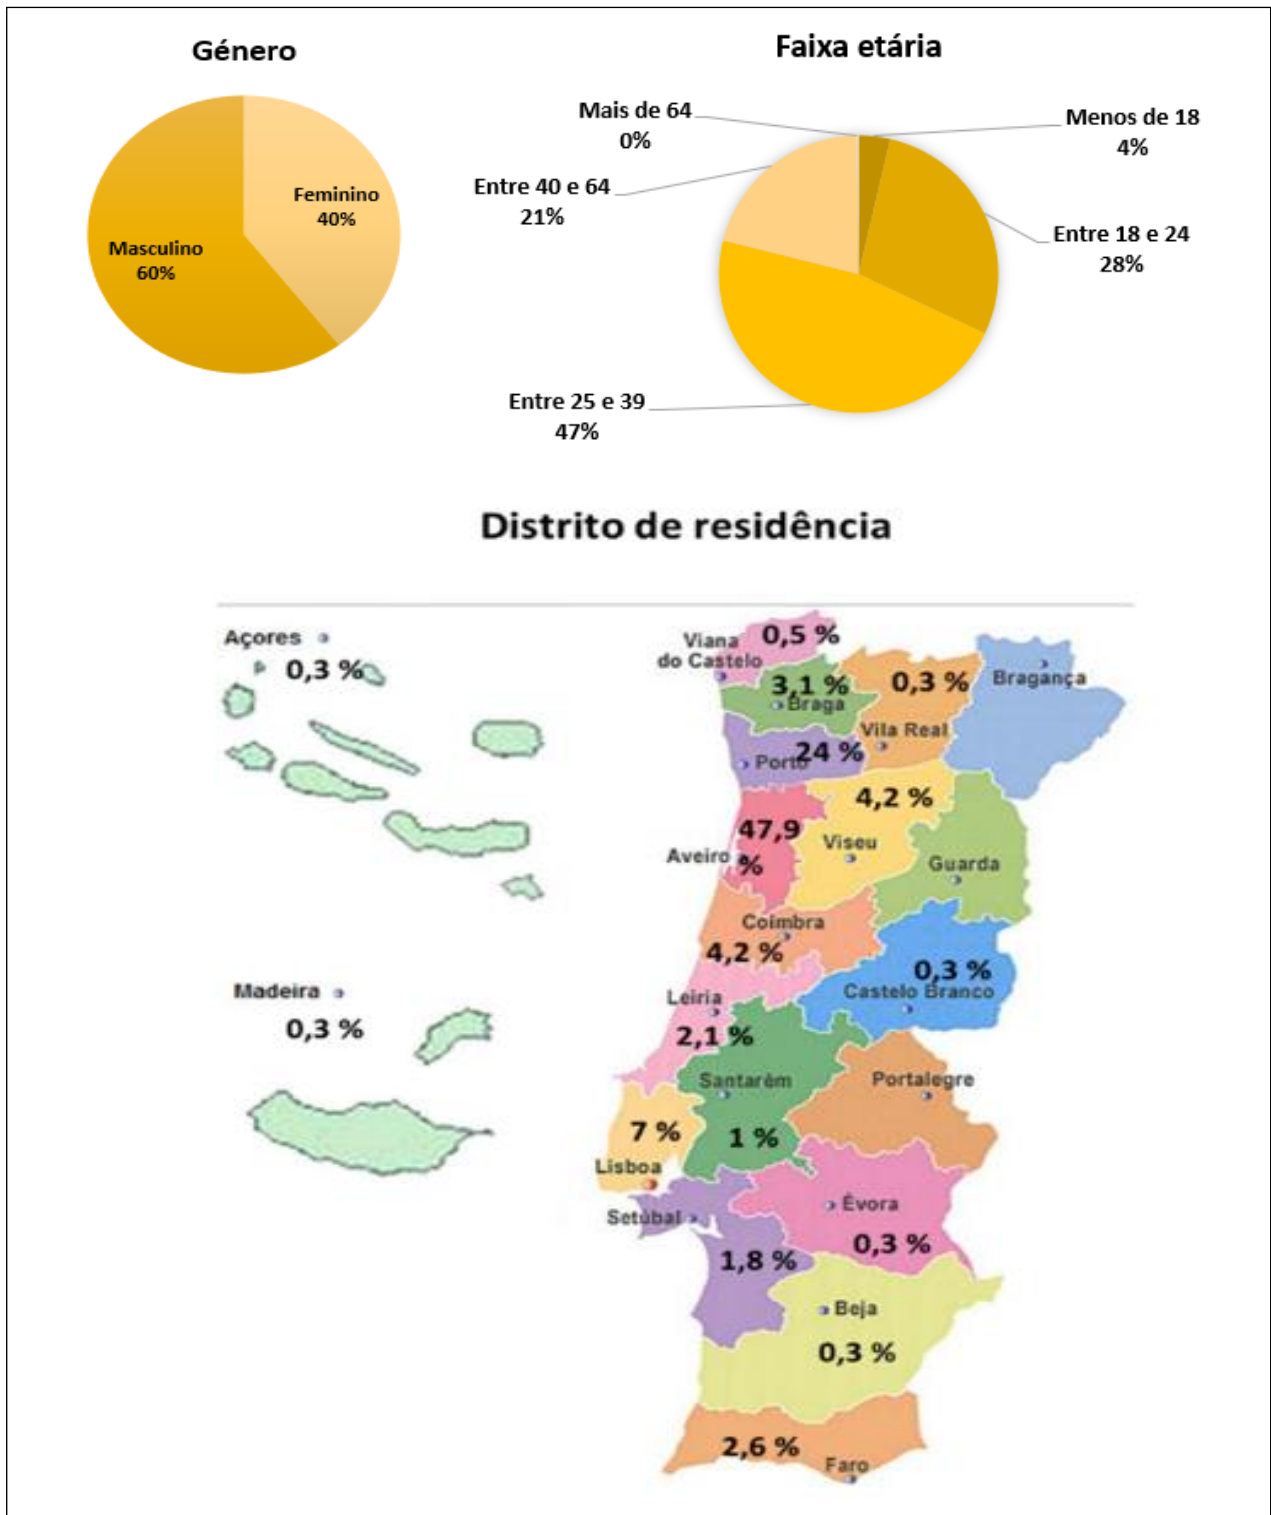 Género
Feminino
40%
Masculino
60%
Faixa etária
Mais de 64
0%
Menos de 18
4%
Entre 40 e 64
21%
Entre 18 e 24
28%
Entre 25 e 39
47%
Distrito de residência
Açores
0,3 %
Viana
do Castelo
0,5 %
3,1 %
Braga
0,3 %
Vila Real
Bragança
Porto
24 %
4,2 %
Viseu
47,9
%
Aveiro
Guarda
Coimbra
4,2 %
0,3 %
Castelo Branco
Madeira
0,3 %
Leiria
2,1 %
Santarém
1 %
Portalegre
7 %
Lisboa
Setúbal
1,8 %
Évora
0,3 %
Beja
0,3 %
2,6 %
Faro